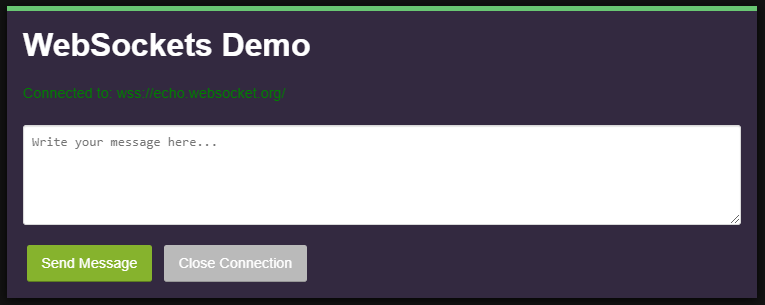 WebSockets Demo
Connected to: wss://echo.websocket.org/
Write your message here...
Send Message
Close Connection